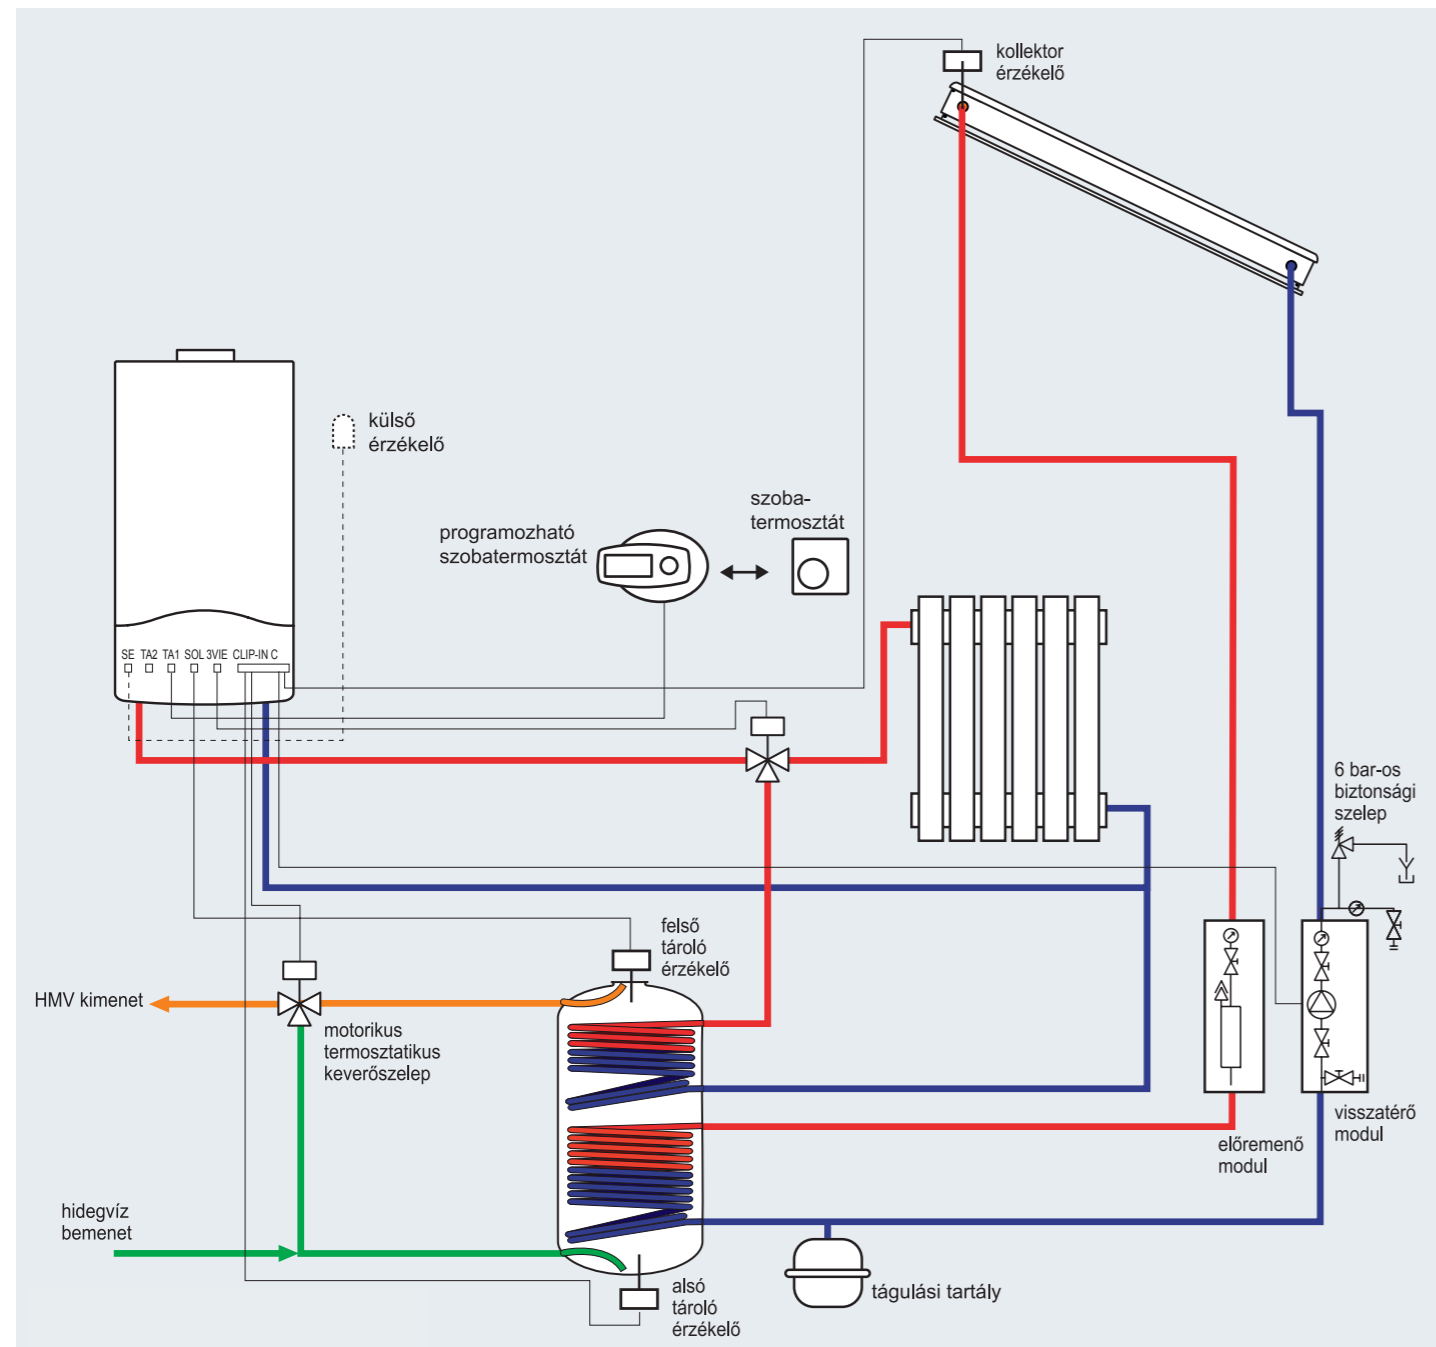 kollektor
érzékelő
külső
érzékelő
szoba-
termosztát
programozható
szobatermosztát
SE TA2 TA1 SOL 3VIE CLIP-IN C
6 bar-os
biztonsági
szelep
felső
tároló
érzékelő
HMV kimenet
motorikus
termosztatikus
keverőszelep
visszatérő
modul
előremenő
modul
hidegvíz
bemenet
alsó
tároló
érzékelő
tágulási tartály